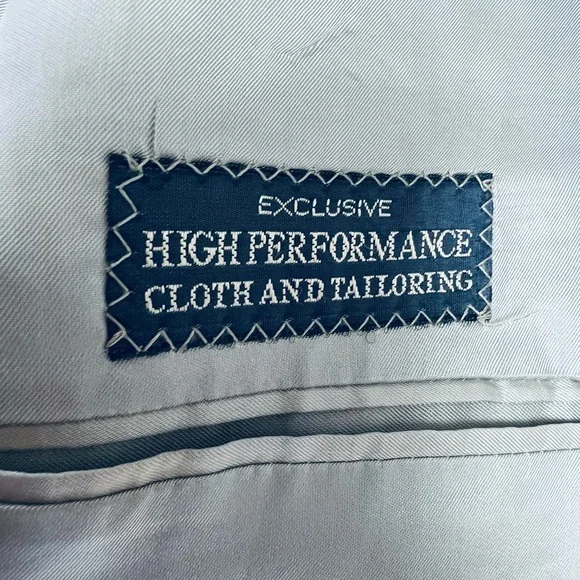 EXCLUSIVE
HIGH PERFORMANCE
CLOTH AND TAILORING